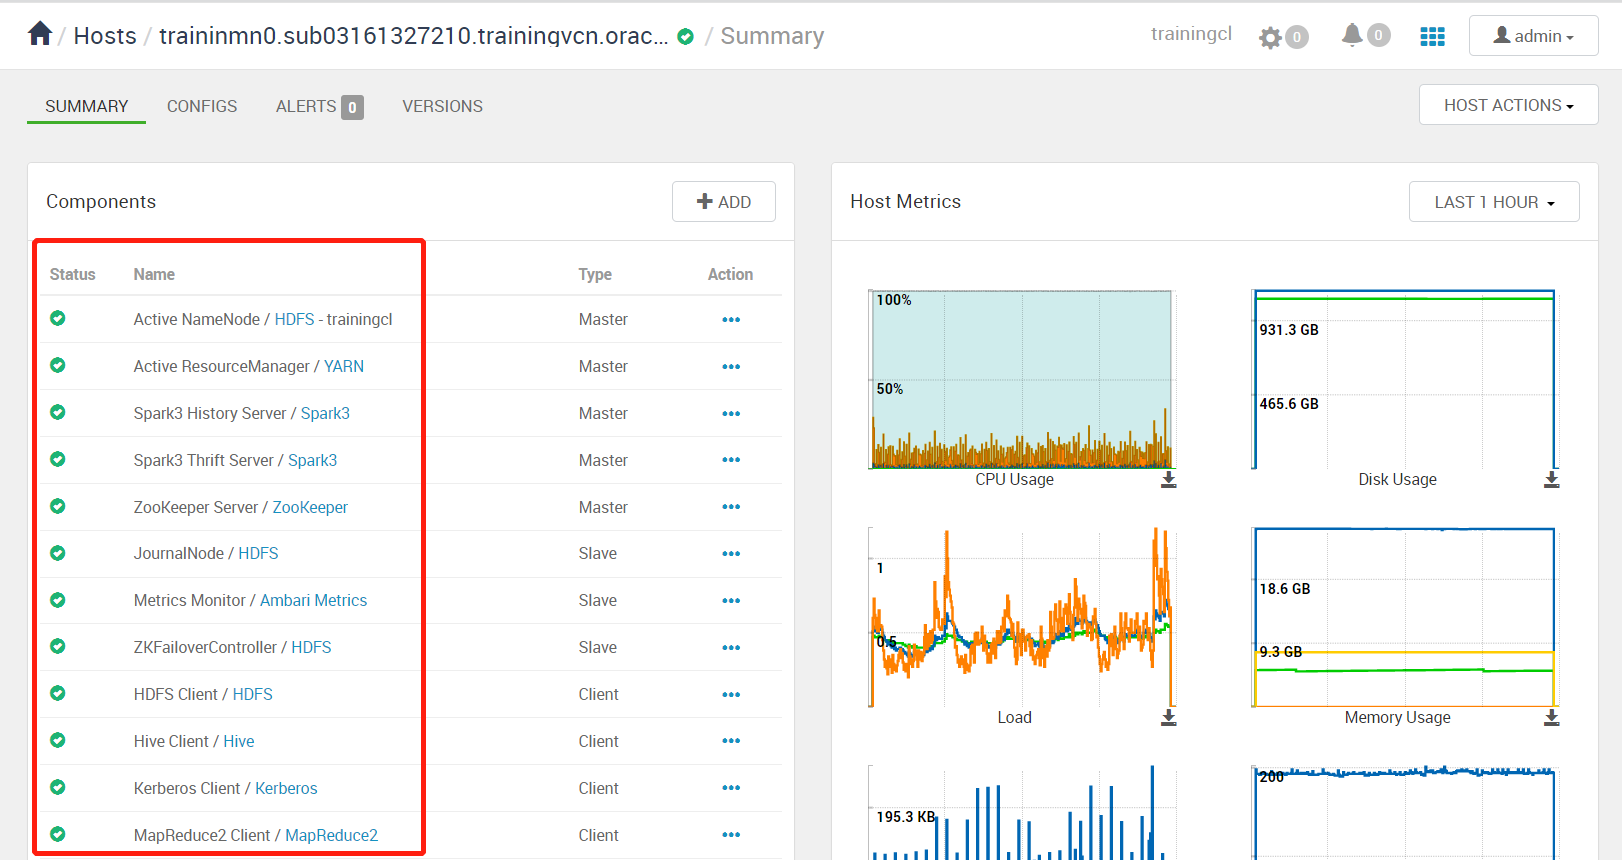 / Hosts / traininmn0.sub03161327210.trainingvcn.orac... / Summary
trainingcl 0 0 admin
SUMMARY CONFIGS ALERTS 0 VERSIONS HOST ACTIONS
Components ADD
Status Name Type Action
Active NameNode / HDFS - trainingcl Master
Active ResourceManager / YARN Master
Spark3 History Server / Spark3 Master
Spark3 Thrift Server / Spark3 Master
ZooKeeper Server / ZooKeeper Master
JournalNode / HDFS Slave
Metrics Monitor / Ambari Metrics Slave
ZKFailoverController / HDFS Slave
HDFS Client / HDFS Client
Hive Client / Hive Client
Kerberos Client / Kerberos Client
MapReduce2 Client / MapReduce2 Client
Host Metrics LAST 1 HOUR
100%
50%
CPU Usage
931.3 GB
465.6 GB
Disk Usage
1
0.5
Load
18.6 GB
9.3 GB
Memory Usage
195.3 KB
200